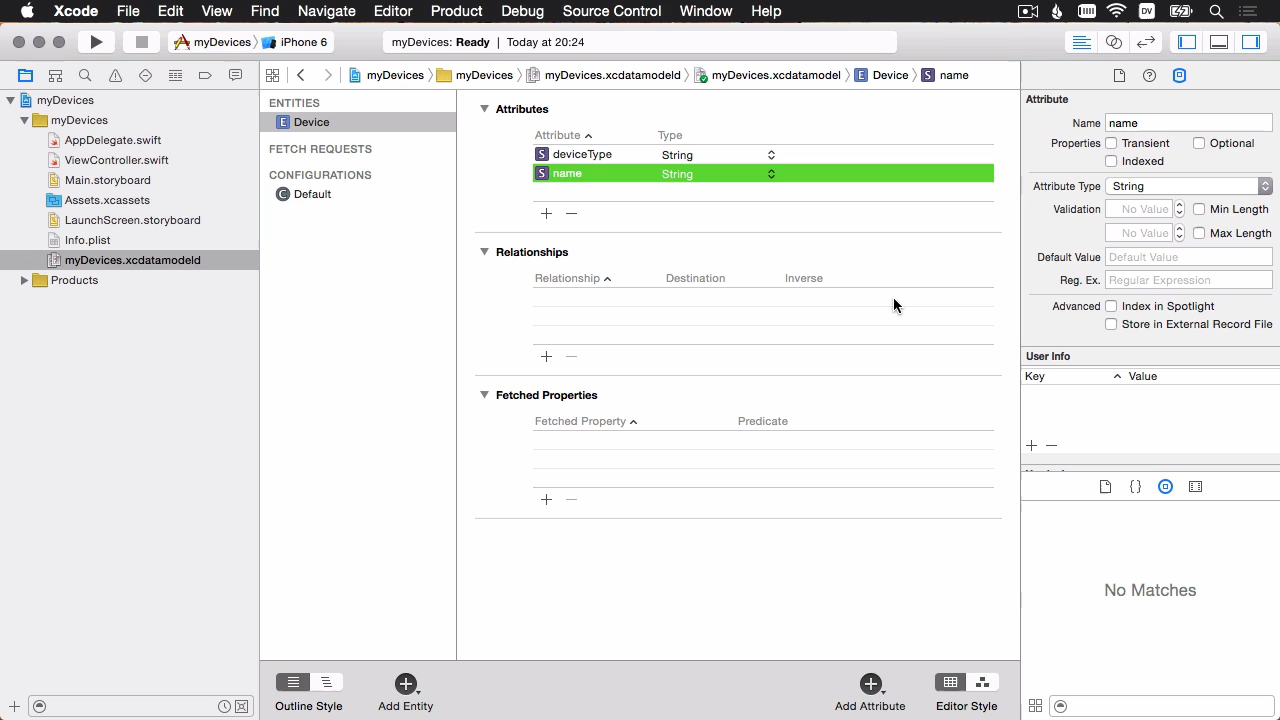 Xcode File Edit View Find Navigate Editor Product Debug Source Control Window Help DV
myDevices iPhone 6 myDevices: Ready | Today at 20:24
myDevices myDevices myDevices.xcdatamodeld myDevices.xcdatamodel E Device S name
myDevices
myDevices
AppDelegate.swift
ViewController.swift
Main.storyboard
Assets.xcassets
LaunchScreen.storyboard
Info.plist
myDevices.xcdatamodeld
Products
ENTITIES
E Device
FETCH REQUESTS
CONFIGURATIONS
C Default
Attributes
Attribute Type
S deviceType String
S name String
Relationships
Relationship Destination Inverse
Fetched Properties
Fetched Property Predicate
Outline Style Add Entity Add Attribute Editor Style
Attribute
Name name
Properties Transient Optional
Indexed
Attribute Type String
Validation No Value Min Length
No Value Max Length
Default Value Default Value
Reg. Ex. Regular Expression
Advanced Index in Spotlight
Store in External Record File
User Info
Key Value
No Matches